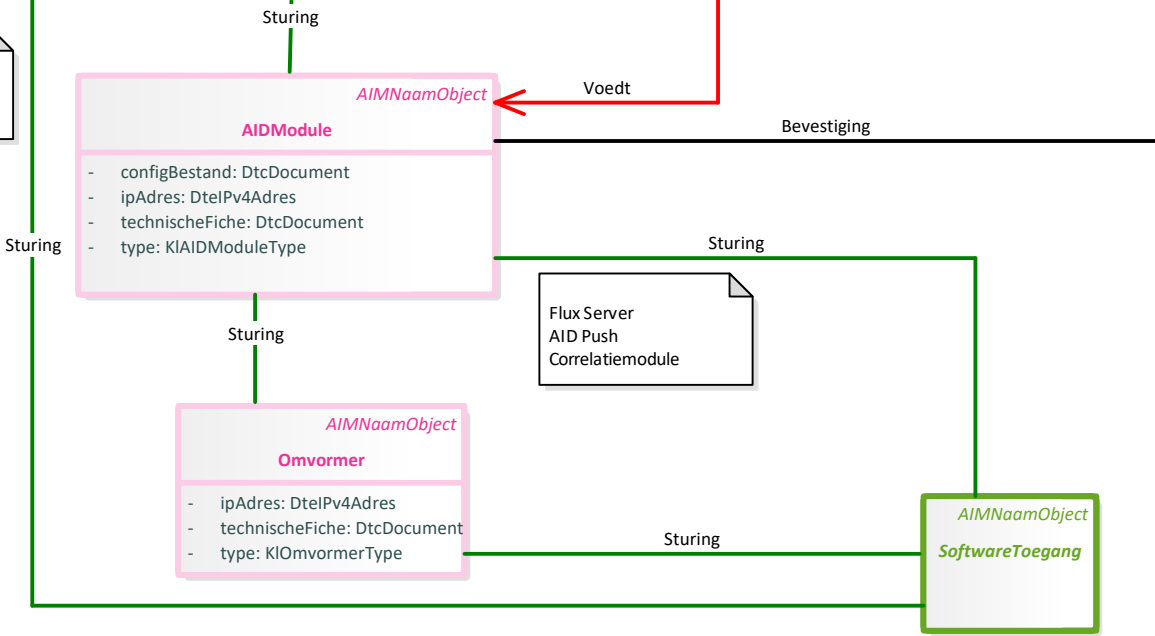 Sturing
Voedt
AIMNaamObject
AIDModule
Bevestiging
- configBestand: DtcDocument
- ipAdres: DteIPv4Adres
- technischeFiche: DtcDocument
- type: KlAIDModuleType
Sturing
Sturing
Flux Server
AID Push
Correlatiemodule
Sturing
AIMNaamObject
Omvormer
- ipAdres: DteIPv4Adres
- technischeFiche: DtcDocument
- type: KlOmvormerType
Sturing
AIMNaamObject
SoftwareToegang